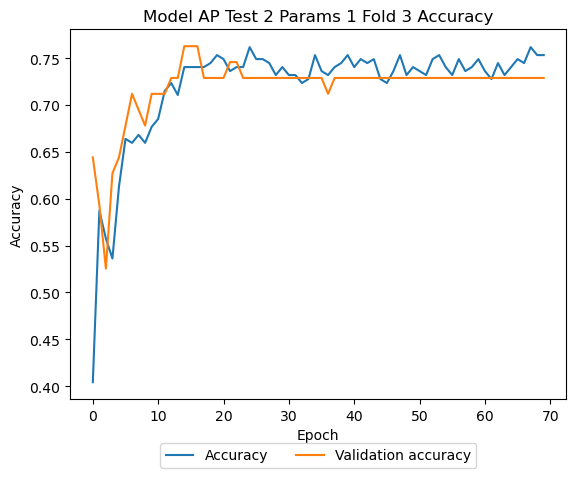 Model AP Test 2 Params 1 Fold 3 Accuracy
Accuracy
0.75
0.70
0.65
0.60
0.55
0.50
0.45
0.40
0 10 20 30 40 50 60 70
Epoch
Accuracy Validation accuracy